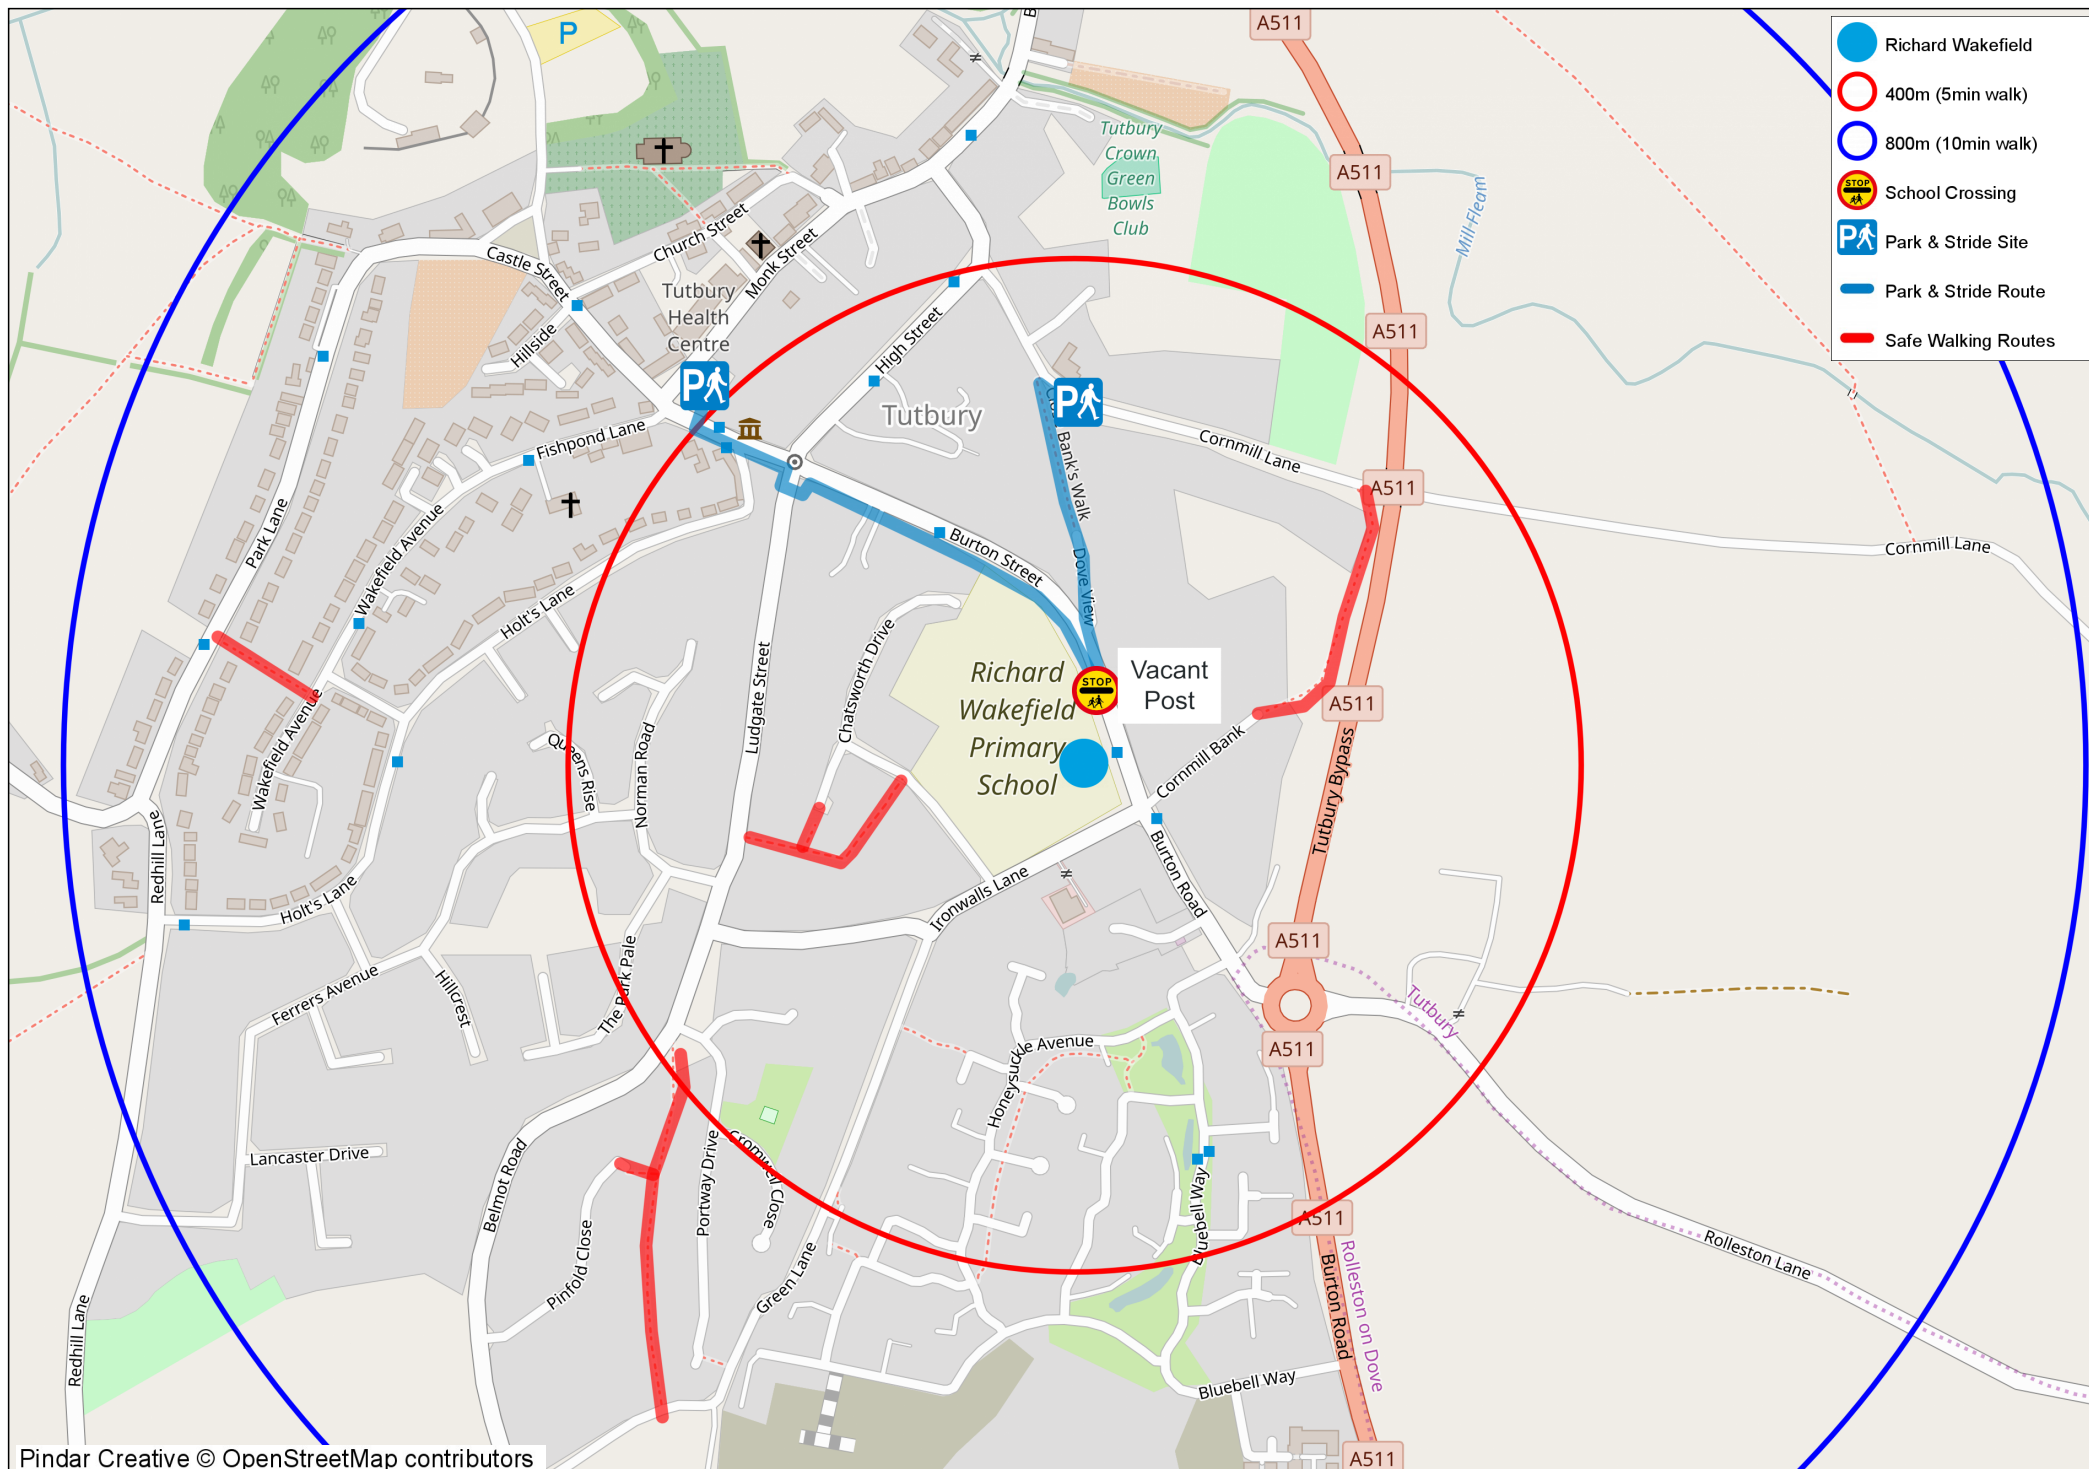 B
A511
P
Richard Wakefield
400m (5min walk)
800m (10min walk)
STOP
School Crossing
P
Park & Stride Site
Park & Stride Route
Safe Walking Routes
Tutbury
Crown
Green
Bowls
Club
A511
Mill-Fleam
Church Street
Monk Street
Castle Street
Hillside
Tutbury
Health
Centre
High Street
A511
P
P
Tutbury
Fishpond Lane
Cornmill Lane
Bank's Walk
A511
Cornmill Lane
Park Lane
Wakefield Avenue
Burton Street
Dove View
Holt's Lane
Chatsworth Drive
Ludgate Street
Richard
Wakefield
Primary
School
STOP
Vacant
Post
A511
Wakefield Avenue
Queens Rise
Norman Road
Cornmill Bank
Tutbury Bypass
Redhill Lane
Holt's Lane
Ironwalls Lane
Burton Road
A511
The Park Pale
Ferrers Avenue
Hillcrest
Tutbury
Honeysuckle Avenue
A511
Lancaster Drive
Belmot Road
Portway Drive
Cromwell Close
Pinfold Close
Green Lane
Bluebell Way
A511
Rolleston Lane
Burton Road
Rolleston on Dove
Redhill Lane
Bluebell Way
A511
Pindar Creative © OpenStreetMap contributors